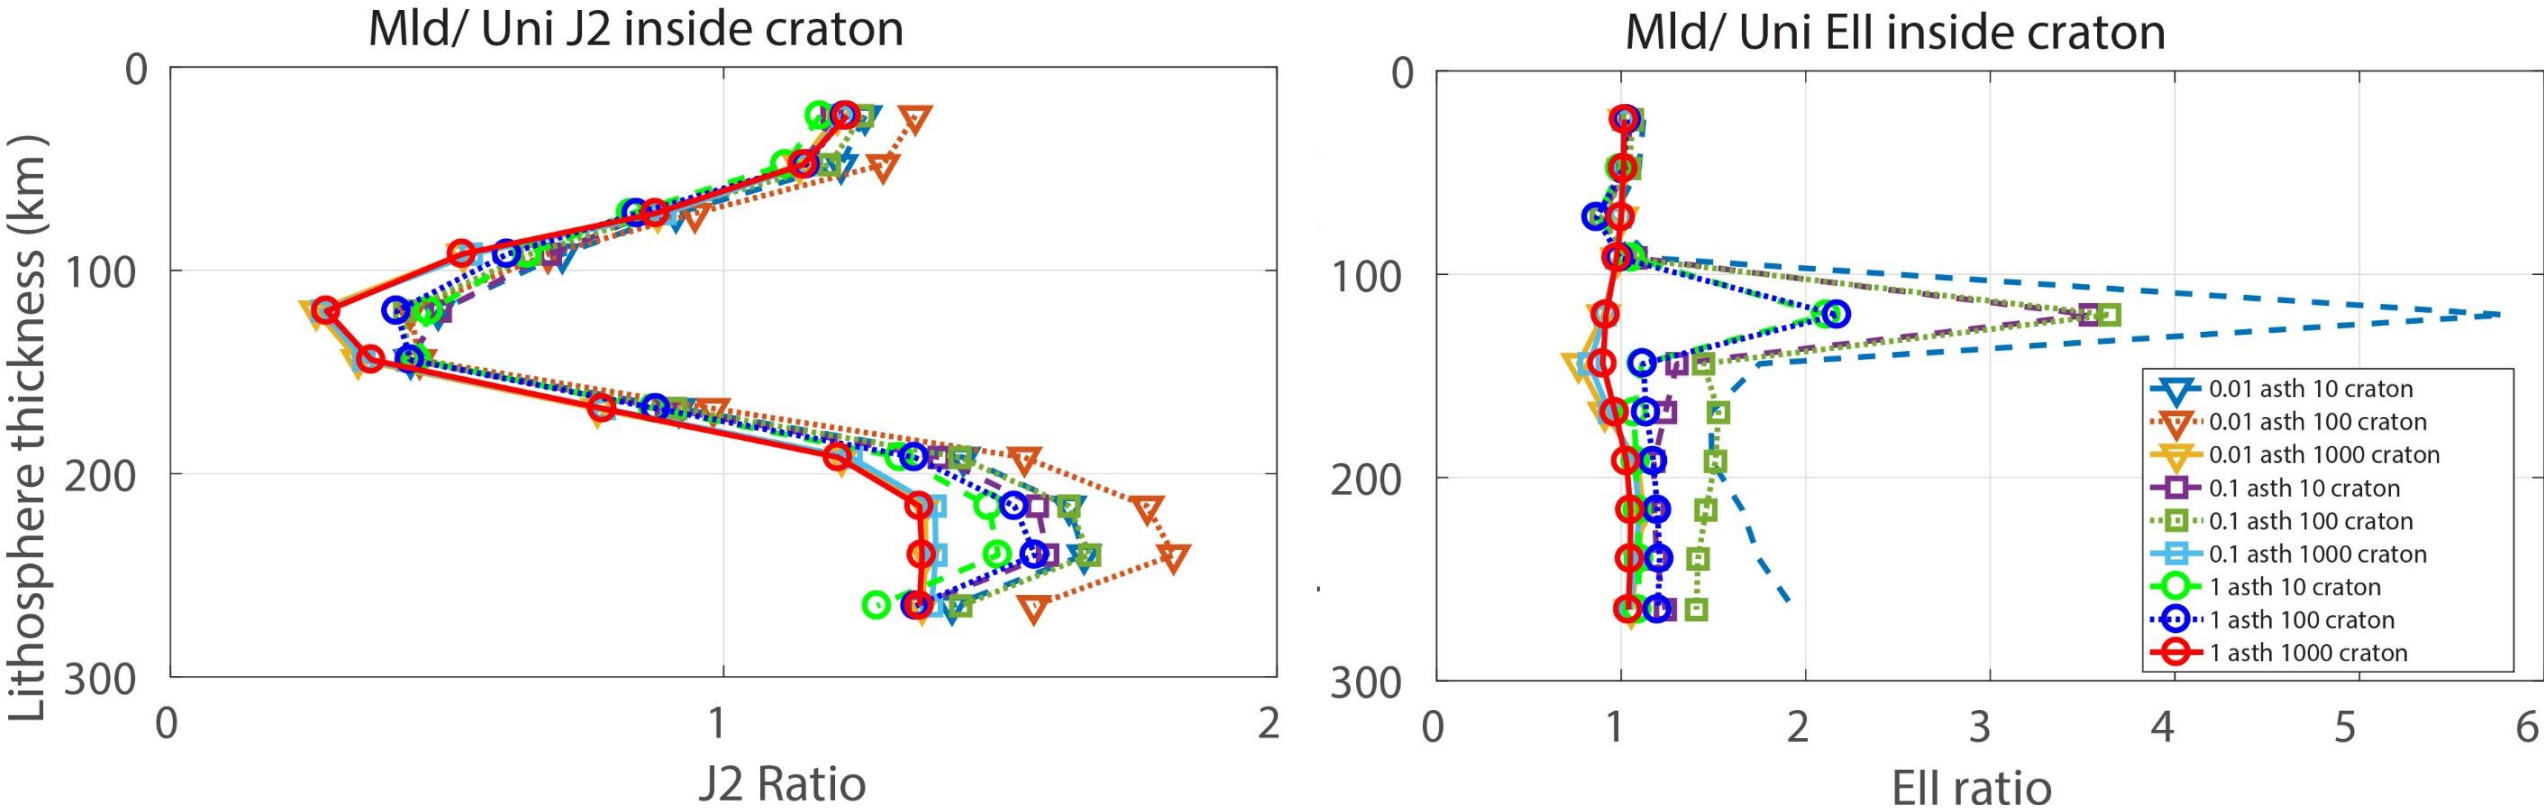 Mld/ Uni J2 inside craton
Lithosphere thickness (km)
0
100
200
300
0
1
2
J2 Ratio
Mld/ Uni EII inside craton
0
100
200
300
0
1
2
3
4
5
6
EII ratio
0.01 asth 10 craton
0.01 asth 100 craton
0.01 asth 1000 craton
0.1 asth 10 craton
0.1 asth 100 craton
0.1 asth 1000 craton
1 asth 10 craton
1 asth 100 craton
1 asth 1000 craton